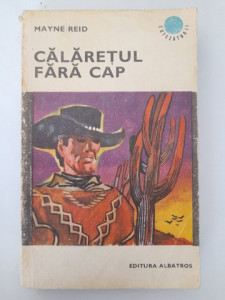 MAYNE REID
CĂLĂREȚUL
FĂRĂ CAP
EDITURA ALBATROS